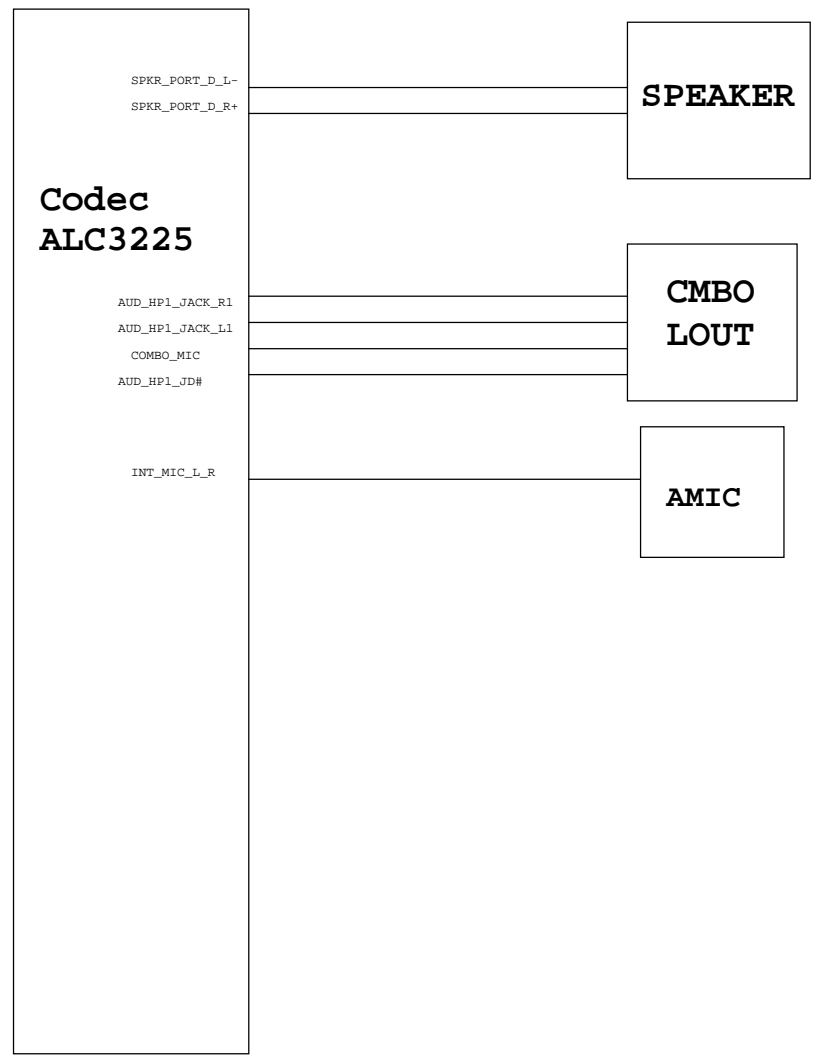 SPKR_PORT_D_L-
SPKR_PORT_D_R+
SPEAKER
Codec
ALC3225
AUD_HP1_JACK_R1
AUD_HP1_JACK_L1
COMBO_MIC
AUD_HP1_JD#
CMBO
LOUT
INT_MIC_L_R
AMIC